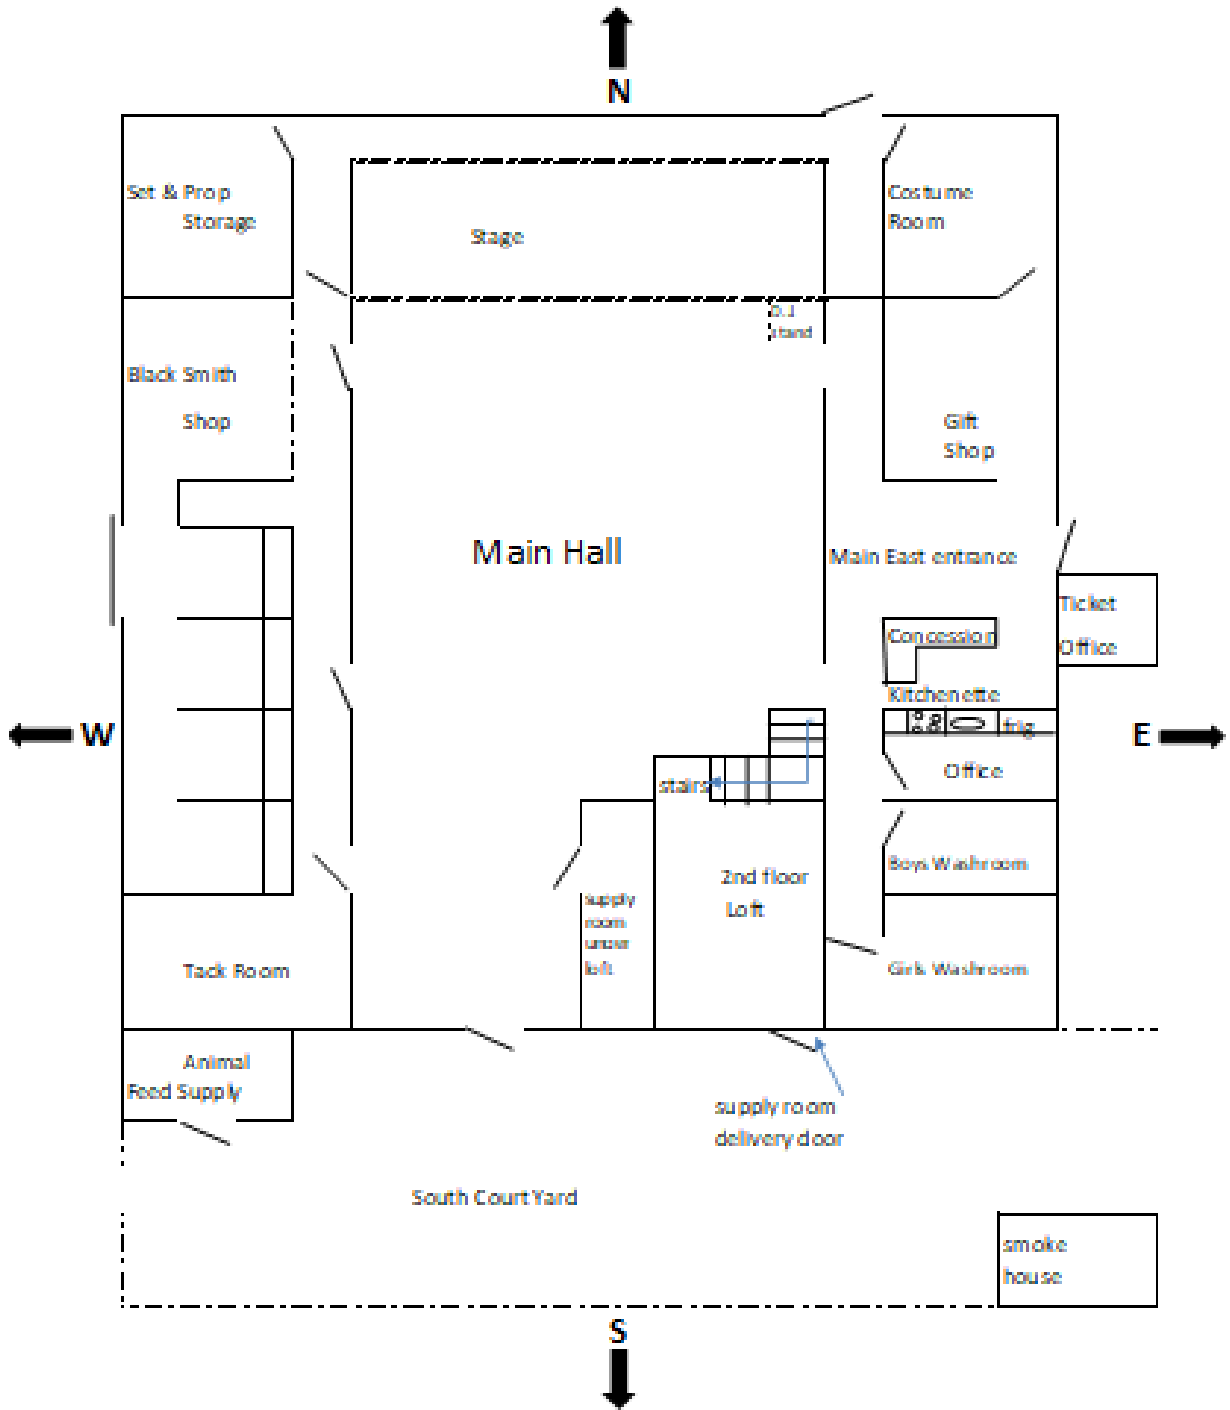 N
Set & Prop
Storage
Stage
Costume
Room
D.J
stand
Black Smith
Shop
Gift
Shop
Main Hall
Main East entrance
Ticket
Office
Concession
Kitchenette
frig
W
E
Office
stairs
Boys Washroom
2nd floor
Loft
supply
room
under
loft
Tack Room
Girls Washroom
Animal
Feed Supply
supply room
delivery door
South Court Yard
smoke
house
S